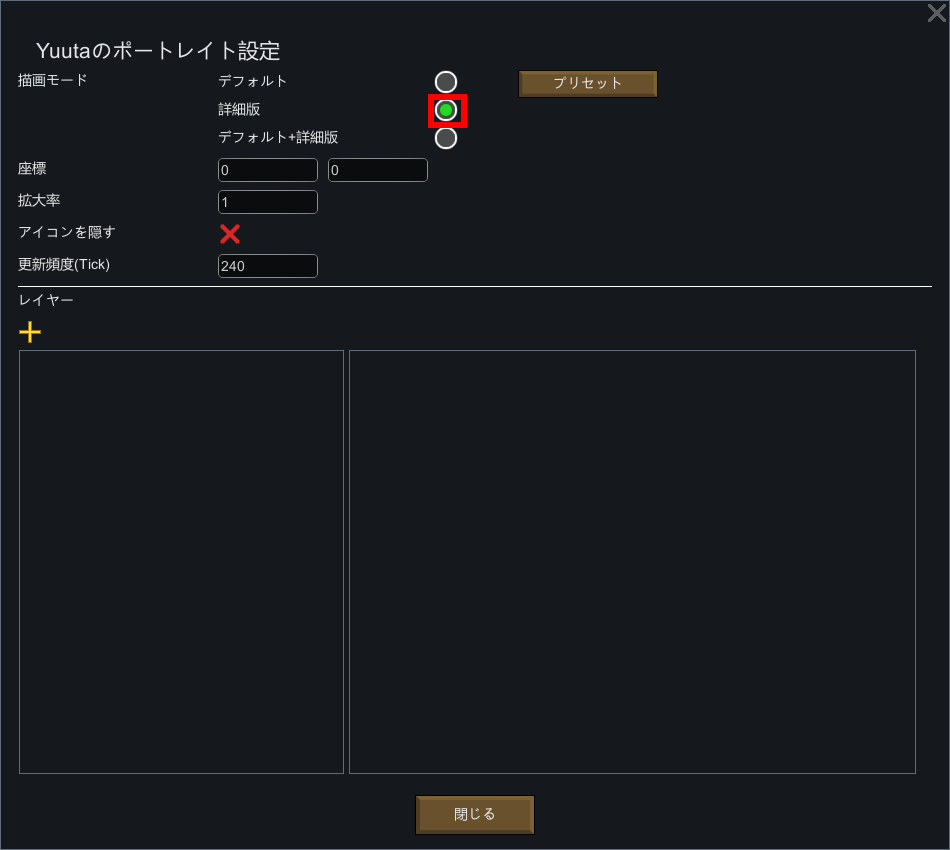 Yuutaのポートレイト設定
描画モード デフォルト プリセット
詳細版
デフォルト+詳細版
座標 0 0
拡大率 1
アイコンを隠す
更新頻度(Tick) 240
レイヤー
閉じる